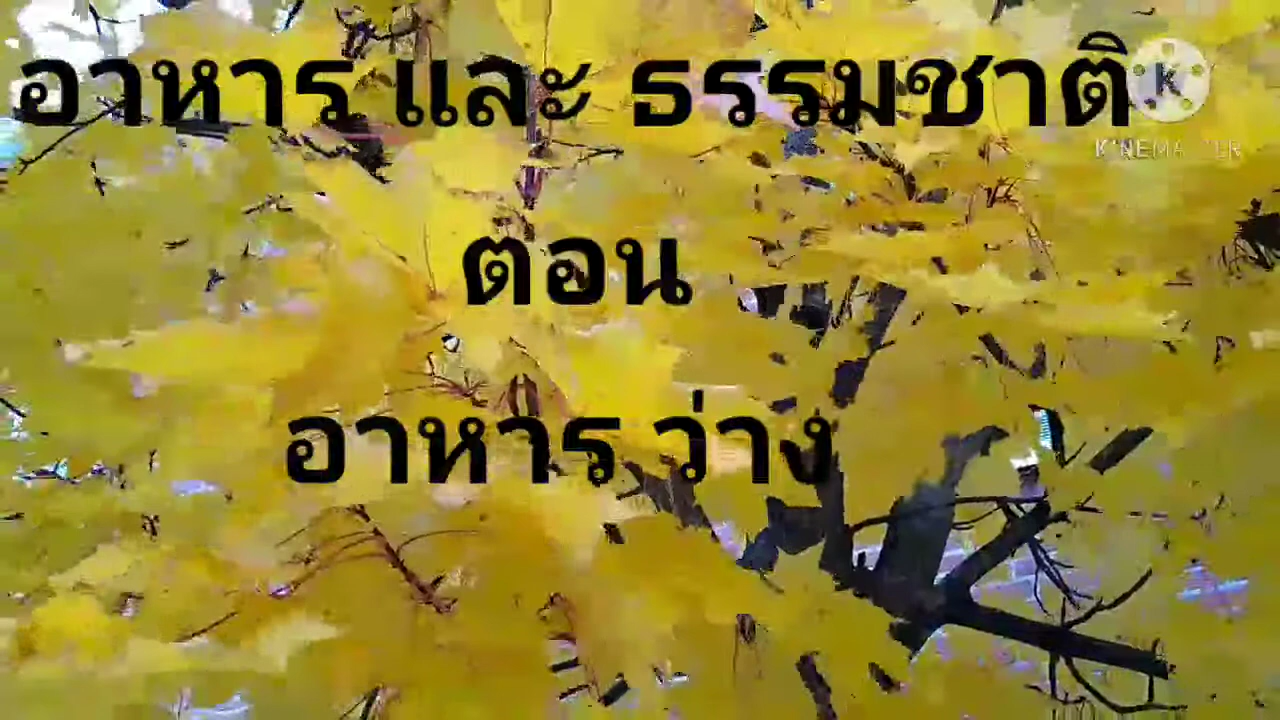 อาหาร และ ธรรมชาติ
K
KINEMASTER
ตอน
อาหาร ว่าง